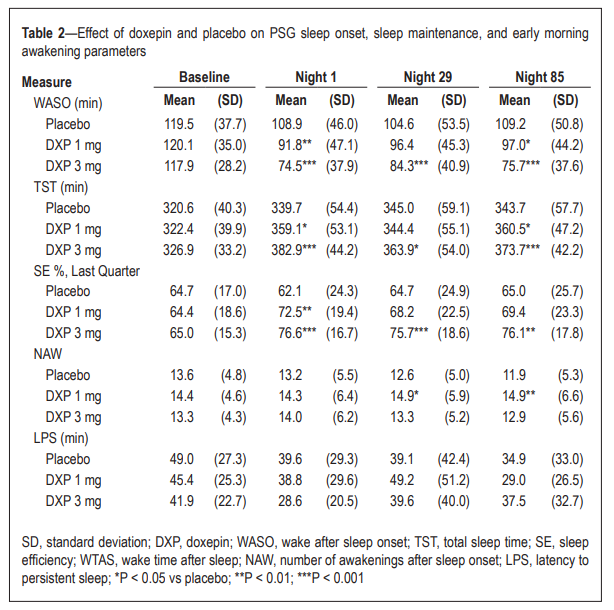 Table 2—Effect of doxepin and placebo on PSG sleep onset, sleep maintenance, and early morning
awakening parameters
Baseline Night 1 Night 29 Night 85
Measure Mean (SD) Mean (SD) Mean (SD) Mean (SD)
WASO (min)
Placebo 119.5 (37.7) 108.9 (46.0) 104.6 (53.5) 109.2 (50.8)
DXP 1 mg 120.1 (35.0) 91.8** (47.1) 96.4 (45.3) 97.0* (44.2)
DXP 3 mg 117.9 (28.2) 74.5*** (37.9) 84.3*** (40.9) 75.7*** (37.6)
TST (min)
Placebo 320.6 (40.3) 339.7 (54.4) 345.0 (59.1) 343.7 (57.7)
DXP 1 mg 322.4 (39.9) 359.1* (53.1) 344.4 (55.1) 360.5* (47.2)
DXP 3 mg 326.9 (33.2) 382.9*** (44.2) 363.9* (54.0) 373.7*** (42.2)
SE %, Last Quarter
Placebo 64.7 (17.0) 62.1 (24.3) 64.7 (24.9) 65.0 (25.7)
DXP 1 mg 64.4 (18.6) 72.5** (19.4) 68.2 (22.5) 69.4 (23.3)
DXP 3 mg 65.0 (15.3) 76.6*** (16.7) 75.7*** (18.6) 76.1** (17.8)
NAW
Placebo 13.6 (4.8) 13.2 (5.5) 12.6 (5.0) 11.9 (5.3)
DXP 1 mg 14.4 (4.6) 14.3 (6.4) 14.9* (5.9) 14.9** (6.6)
DXP 3 mg 13.3 (4.3) 14.0 (6.2) 13.3 (5.2) 12.9 (5.6)
LPS (min)
Placebo 49.0 (27.3) 39.6 (29.3) 39.1 (42.4) 34.9 (33.0)
DXP 1 mg 45.4 (25.3) 38.8 (29.6) 49.2 (51.2) 29.0 (26.5)
DXP 3 mg 41.9 (22.7) 28.6 (20.5) 39.6 (40.0) 37.5 (32.7)
SD, standard deviation; DXP, doxepin; WASO, wake after sleep onset; TST, total sleep time; SE, sleep
efficiency; WTAS, wake time after sleep; NAW, number of awakenings after sleep onset; LPS, latency to
persistent sleep; *P < 0.05 vs placebo; **P < 0.01; ***P < 0.001